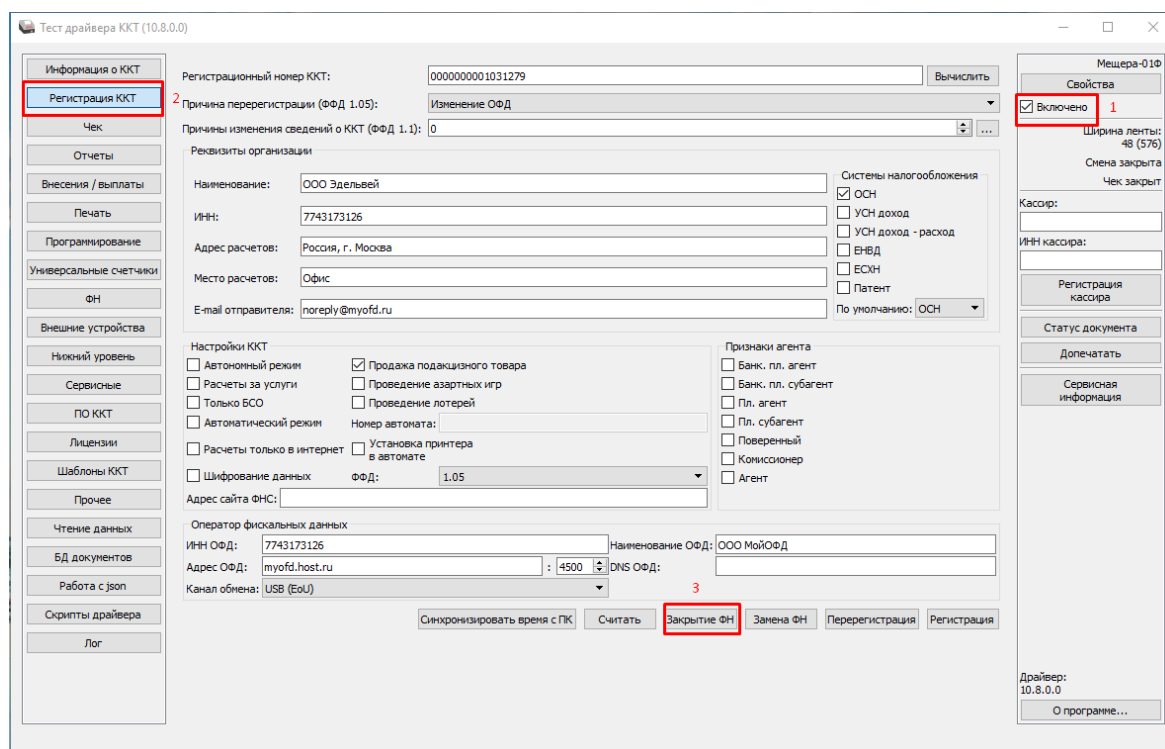 Тест драйвера ККТ (10.8.0.0)
Информация о ККТ
Регистрация ККТ
2
Чек
Отчеты
Внесения / выплаты
Печать
Программирование
Универсальные счетчики
ФН
Внешние устройства
Нижний уровень
Сервисные
ПО ККТ
Лицензии
Шаблоны ККТ
Прочее
Чтение данных
БД документов
Работа с json
Скрипты драйвера
Лог
Регистрационный номер ККТ: 0000000001031279 Вычислить
Причина перерегистрации (ФФД 1.05): Изменение ОФД
Причины изменения сведений о ККТ (ФФД 1.1): 0 ...
Реквизиты организации
Наименование: ООО Эдельвей
ИНН: 7743173126
Адрес расчетов: Россия, г. Москва
Место расчетов: Офис
E-mail отправителя: noreply@myofd.ru
Системы налогообложения
ОСН
УСН доход
УСН доход - расход
ЕНВД
ЕСХН
Патент
По умолчанию: ОСН
Настройки ККТ
Автономный режим Продажа подакцизного товара
Расчеты за услуги Проведение азартных игр
Только БСО Проведение лотерей
Автоматический режим Номер автомата:
Расчеты только в интернет Установка принтера
в автомате
Шифрование данных ФФД: 1.05
Адрес сайта ФНС:
Признаки агента
Банк. пл. агент
Банк. пл. субагент
Пл. агент
Пл. субагент
Поверенный
Комиссионер
Агент
Оператор фискальных данных
ИНН ОФД: 7743173126 Наименование ОФД: ООО МойОФД
Адрес ОФД: myofd.host.ru : 4500 DNS ОФД:
Канал обмена: USB (EoU)
3
Синхронизировать время с ПК Считать Закрытие ФН Замена ФН Перерегистрация Регистрация
Мещера-01Ф
Свойства
Включено 1
Ширина ленты:
48 (576)
Смена закрыта
Чек закрыт
Кассир:
ИНН кассира:
Регистрация
кассира
Статус документа
Допечатать
Сервисная
информация
Драйвер:
10.8.0.0
О программе...